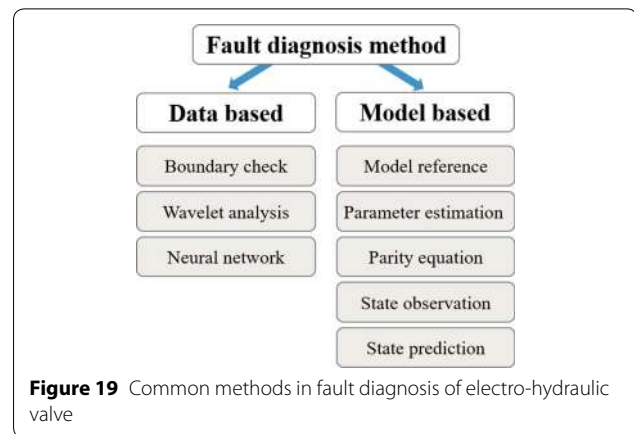 Fault diagnosis method
Data based
Boundary check
Wavelet analysis
Neural network
Model based
Model reference
Parameter estimation
Parity equation
State observation
State prediction
Figure 19 Common methods in fault diagnosis of electro-hydraulic
valve